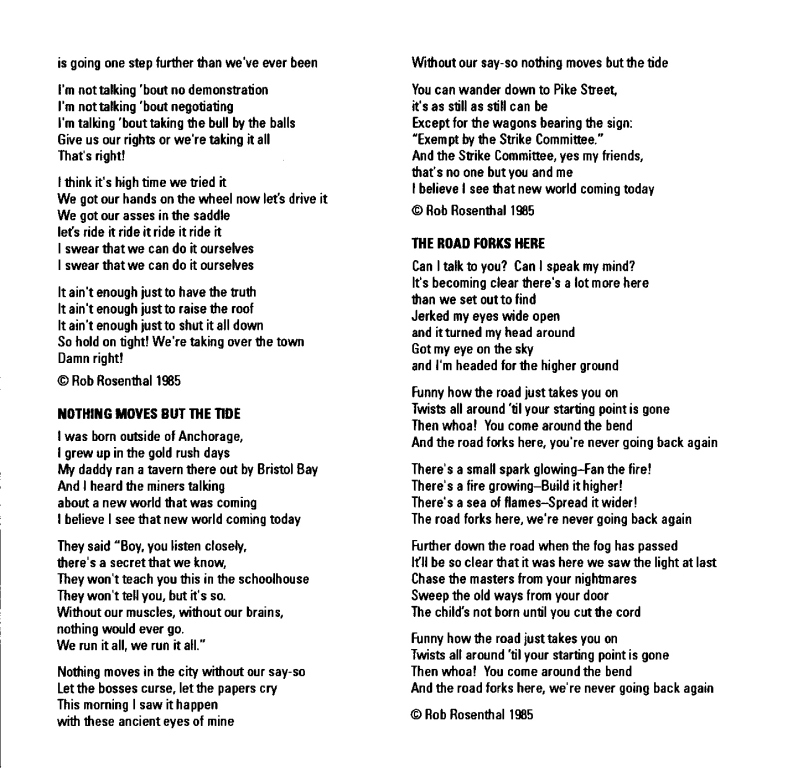 is going one step further than we've ever been
I'm not talking 'bout no demonstration
I'm not talking 'bout negotiating
I'm talking 'bout taking the bull by the balls
Give us our rights or we're taking it all
That's right!
I think it's high time we tried it
We got our hands on the wheel now let's drive it
We got our asses in the saddle
let's ride it ride it ride it ride it
I swear that we can do it ourselves
I swear that we can do it ourselves
It ain't enough just to have the truth
It ain't enough just to raise the roof
It ain't enough just to shut it all down
So hold on tight! We're taking over the town
Damn right!
© Rob Rosenthal 1985
NOTHING MOVES BUT THE TIDE
I was born outside of Anchorage,
I grew up in the gold rush days
My daddy ran a tavern there out by Bristol Bay
And I heard the miners talking
about a new world that was coming
I believe I see that new world coming today
They said "Boy, you listen closely,
there's a secret that we know,
They won't teach you this in the schoolhouse
They won't tell you, but it's so.
Without our muscles, without our brains,
nothing would ever go.
We run it all, we run it all."
Nothing moves in the city without our say-so
Let the bosses curse, let the papers cry
This morning I saw it happen
with these ancient eyes of mine
Without our say-so nothing moves but the tide
You can wander down to Pike Street,
it's as still as still can be
Except for the wagons bearing the sign:
"Exempt by the Strike Committee."
And the Strike Committee, yes my friends,
that's no one but you and me
I believe I see that new world coming today
© Rob Rosenthal 1985
THE ROAD FORKS HERE
Can I talk to you? Can I speak my mind?
It's becoming clear there's a lot more here
than we set out to find
Jerked my eyes wide open
and it turned my head around
Got my eye on the sky
and I'm headed for the higher ground
Funny how the road just takes you on
Twists all around 'til your starting point is gone
Then whoa! You come around the bend
And the road forks here, you're never going back again
There's a small spark glowing–Fan the fire!
There's a fire growing–Build it higher!
There's a sea of flames–Spread it wider!
The road forks here, we're never going back again
Further down the road when the fog has passed
It'll be so clear that it was here we saw the light at last
Chase the masters from your nightmares
Sweep the old ways from your door
The child's not born until you cut the cord
Funny how the road just takes you on
Twists all around 'til your starting point is gone
Then whoa! You come around the bend
And the road forks here, we're never going back again
© Rob Rosenthal 1985